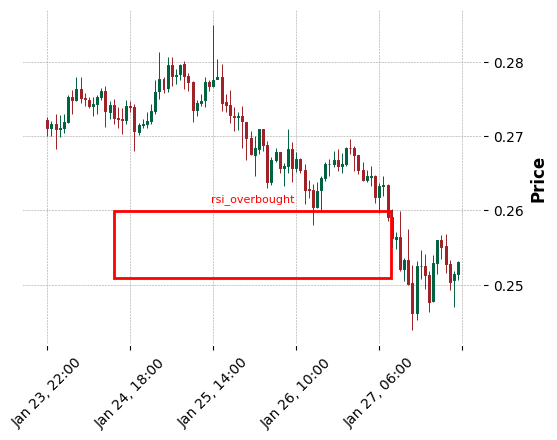 0.28
0.27
rsi_overbought
0.26
0.25
Price
Jan 23, 22:00
Jan 24, 18:00
Jan 25, 14:00
Jan 26, 10:00
Jan 27, 06:00